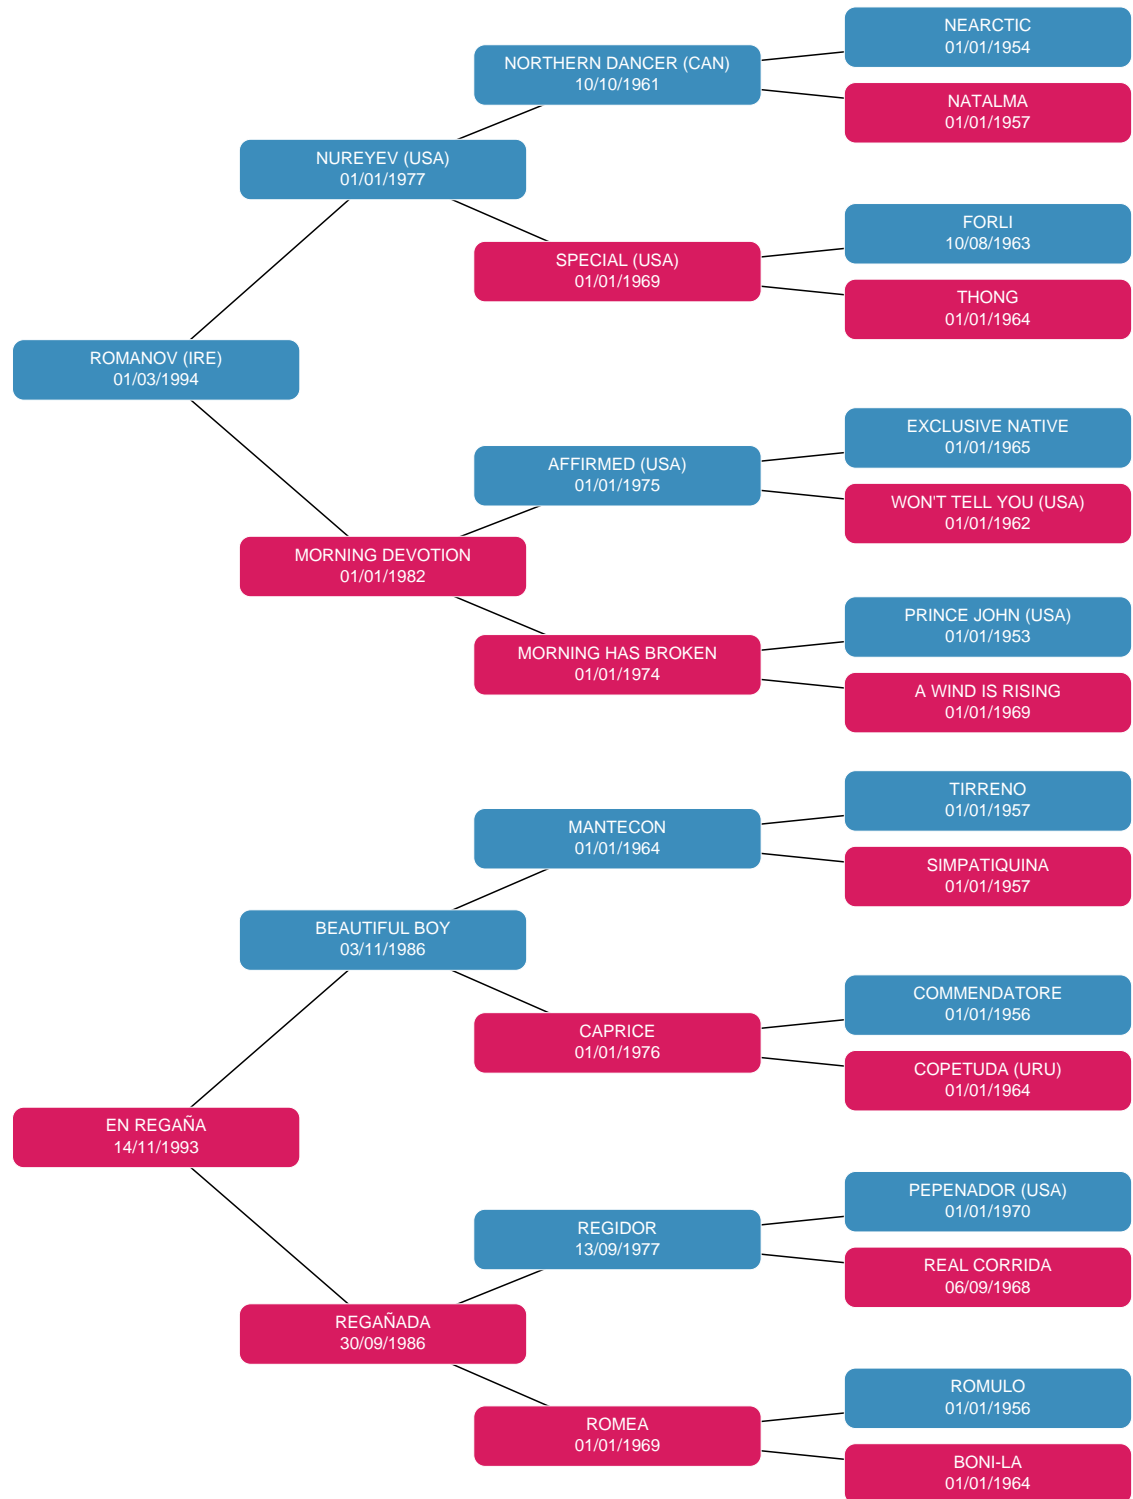 NEARCTIC
01/01/1954
NORTHERN DANCER (CAN)
10/10/1961
NATALMA
01/01/1957
NUREYEV (USA)
01/01/1977
FORLI
10/08/1963
SPECIAL (USA)
01/01/1969
THONG
01/01/1964
ROMANOV (IRE)
01/03/1994
EXCLUSIVE NATIVE
01/01/1965
AFFIRMED (USA)
01/01/1975
WON'T TELL YOU (USA)
01/01/1962
MORNING DEVOTION
01/01/1982
PRINCE JOHN (USA)
01/01/1953
MORNING HAS BROKEN
01/01/1974
A WIND IS RISING
01/01/1969
TIRRENO
01/01/1957
MANTECON
01/01/1964
SIMPATIQUINA
01/01/1957
BEAUTIFUL BOY
03/11/1986
COMMENDATORE
01/01/1956
CAPRICE
01/01/1976
COPETUDA (URU)
01/01/1964
EN REGAÑA
14/11/1993
PEPENADOR (USA)
01/01/1970
REGIDOR
13/09/1977
REAL CORRIDA
06/09/1968
REGAÑADA
30/09/1986
ROMULO
01/01/1956
ROMEA
01/01/1969
BONI-LA
01/01/1964